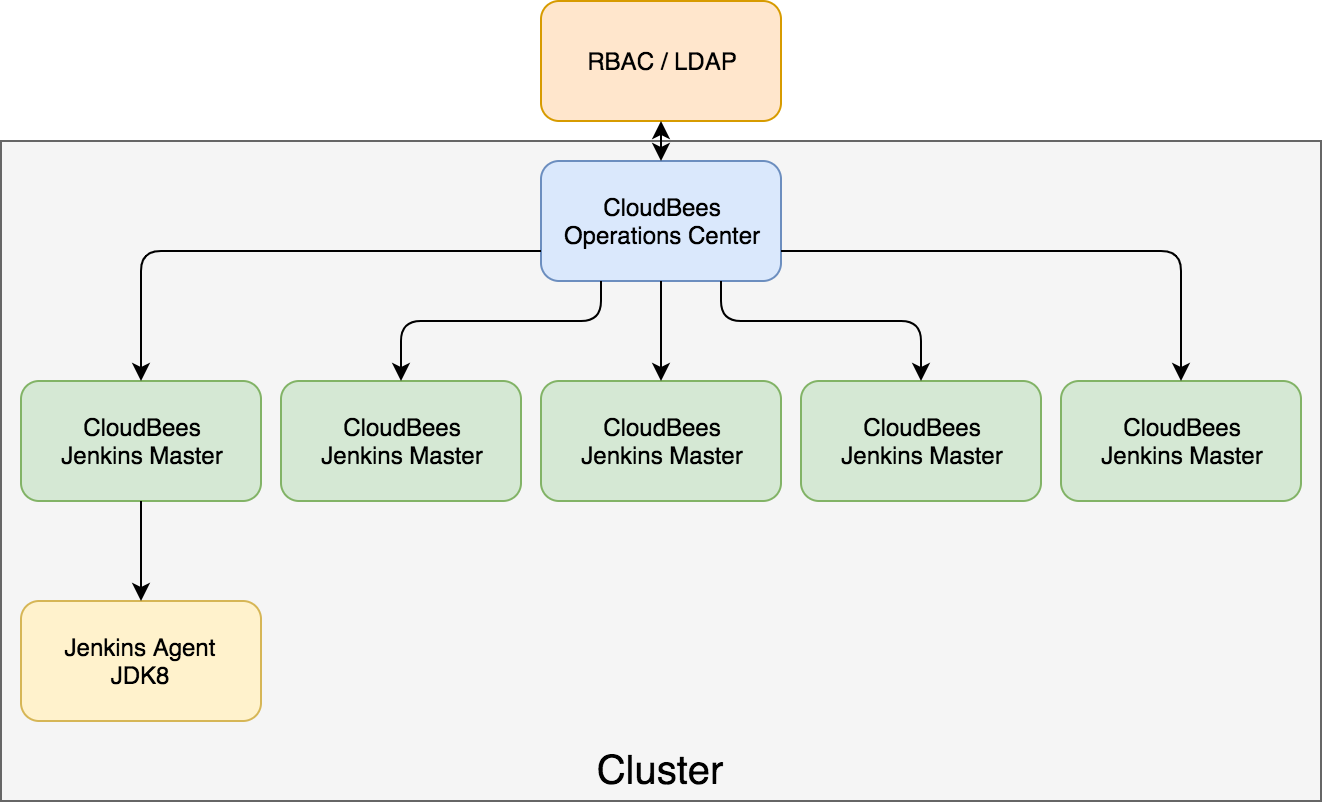 RBAC / LDAP
CloudBees
Operations Center
CloudBees
Jenkins Master
CloudBees
Jenkins Master
CloudBees
Jenkins Master
CloudBees
Jenkins Master
CloudBees
Jenkins Master
Jenkins Agent
JDK8
Cluster